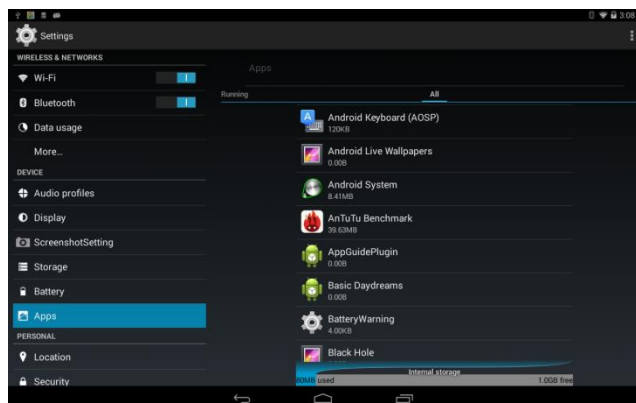 3:08
Settings
WIRELESS & NETWORKS
Wi-Fi
Bluetooth
Data usage
More...
DEVICE
Audio profiles
Display
ScreenshotSetting
Storage
Battery
Apps
PERSONAL
Location
Security
Apps
Running All
Android Keyboard (AOSP)
120KB
Android Live Wallpapers
0.00B
Android System
8.41MB
AnTuTu Benchmark
39.63MB
AppGuidePlugin
0.00B
Basic Daydreams
0.00B
BatteryWarning
4.00KB
Black Hole
Internal storage
80MB used 1.0GB free